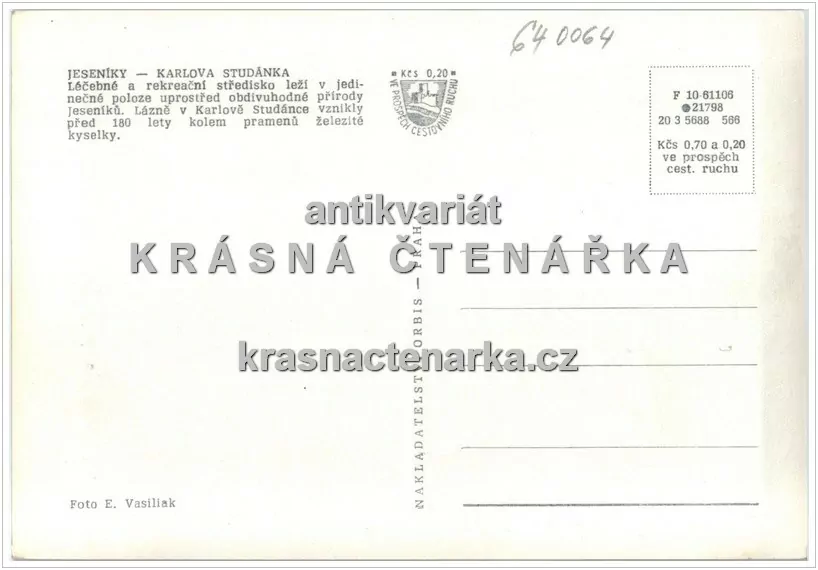 64 0064
JESENÍKY — KARLOVA STUDÁNKA
Léčebné a rekreační středisko leží v jedi-
nečné poloze uprostřed obdivuhodné přírody
Jeseníků. Lázně v Karlově Studánce vznikly
před 180 lety kolem pramenů železité
kyselky.
Kčs 0,20
VE PROSPĚCH CESTOVNÍHO RUCHU
F 10-61106
21798
20 3 5688 566
Kčs 0,70 a 0,20
ve prospěch
cest. ruchu
antikvariát
KRÁSNÁ ČTENÁŘKA
krasnactenarka.cz
NAKLADATELSTVÍ ORBIS — PRAHA
Foto E. Vasiliak